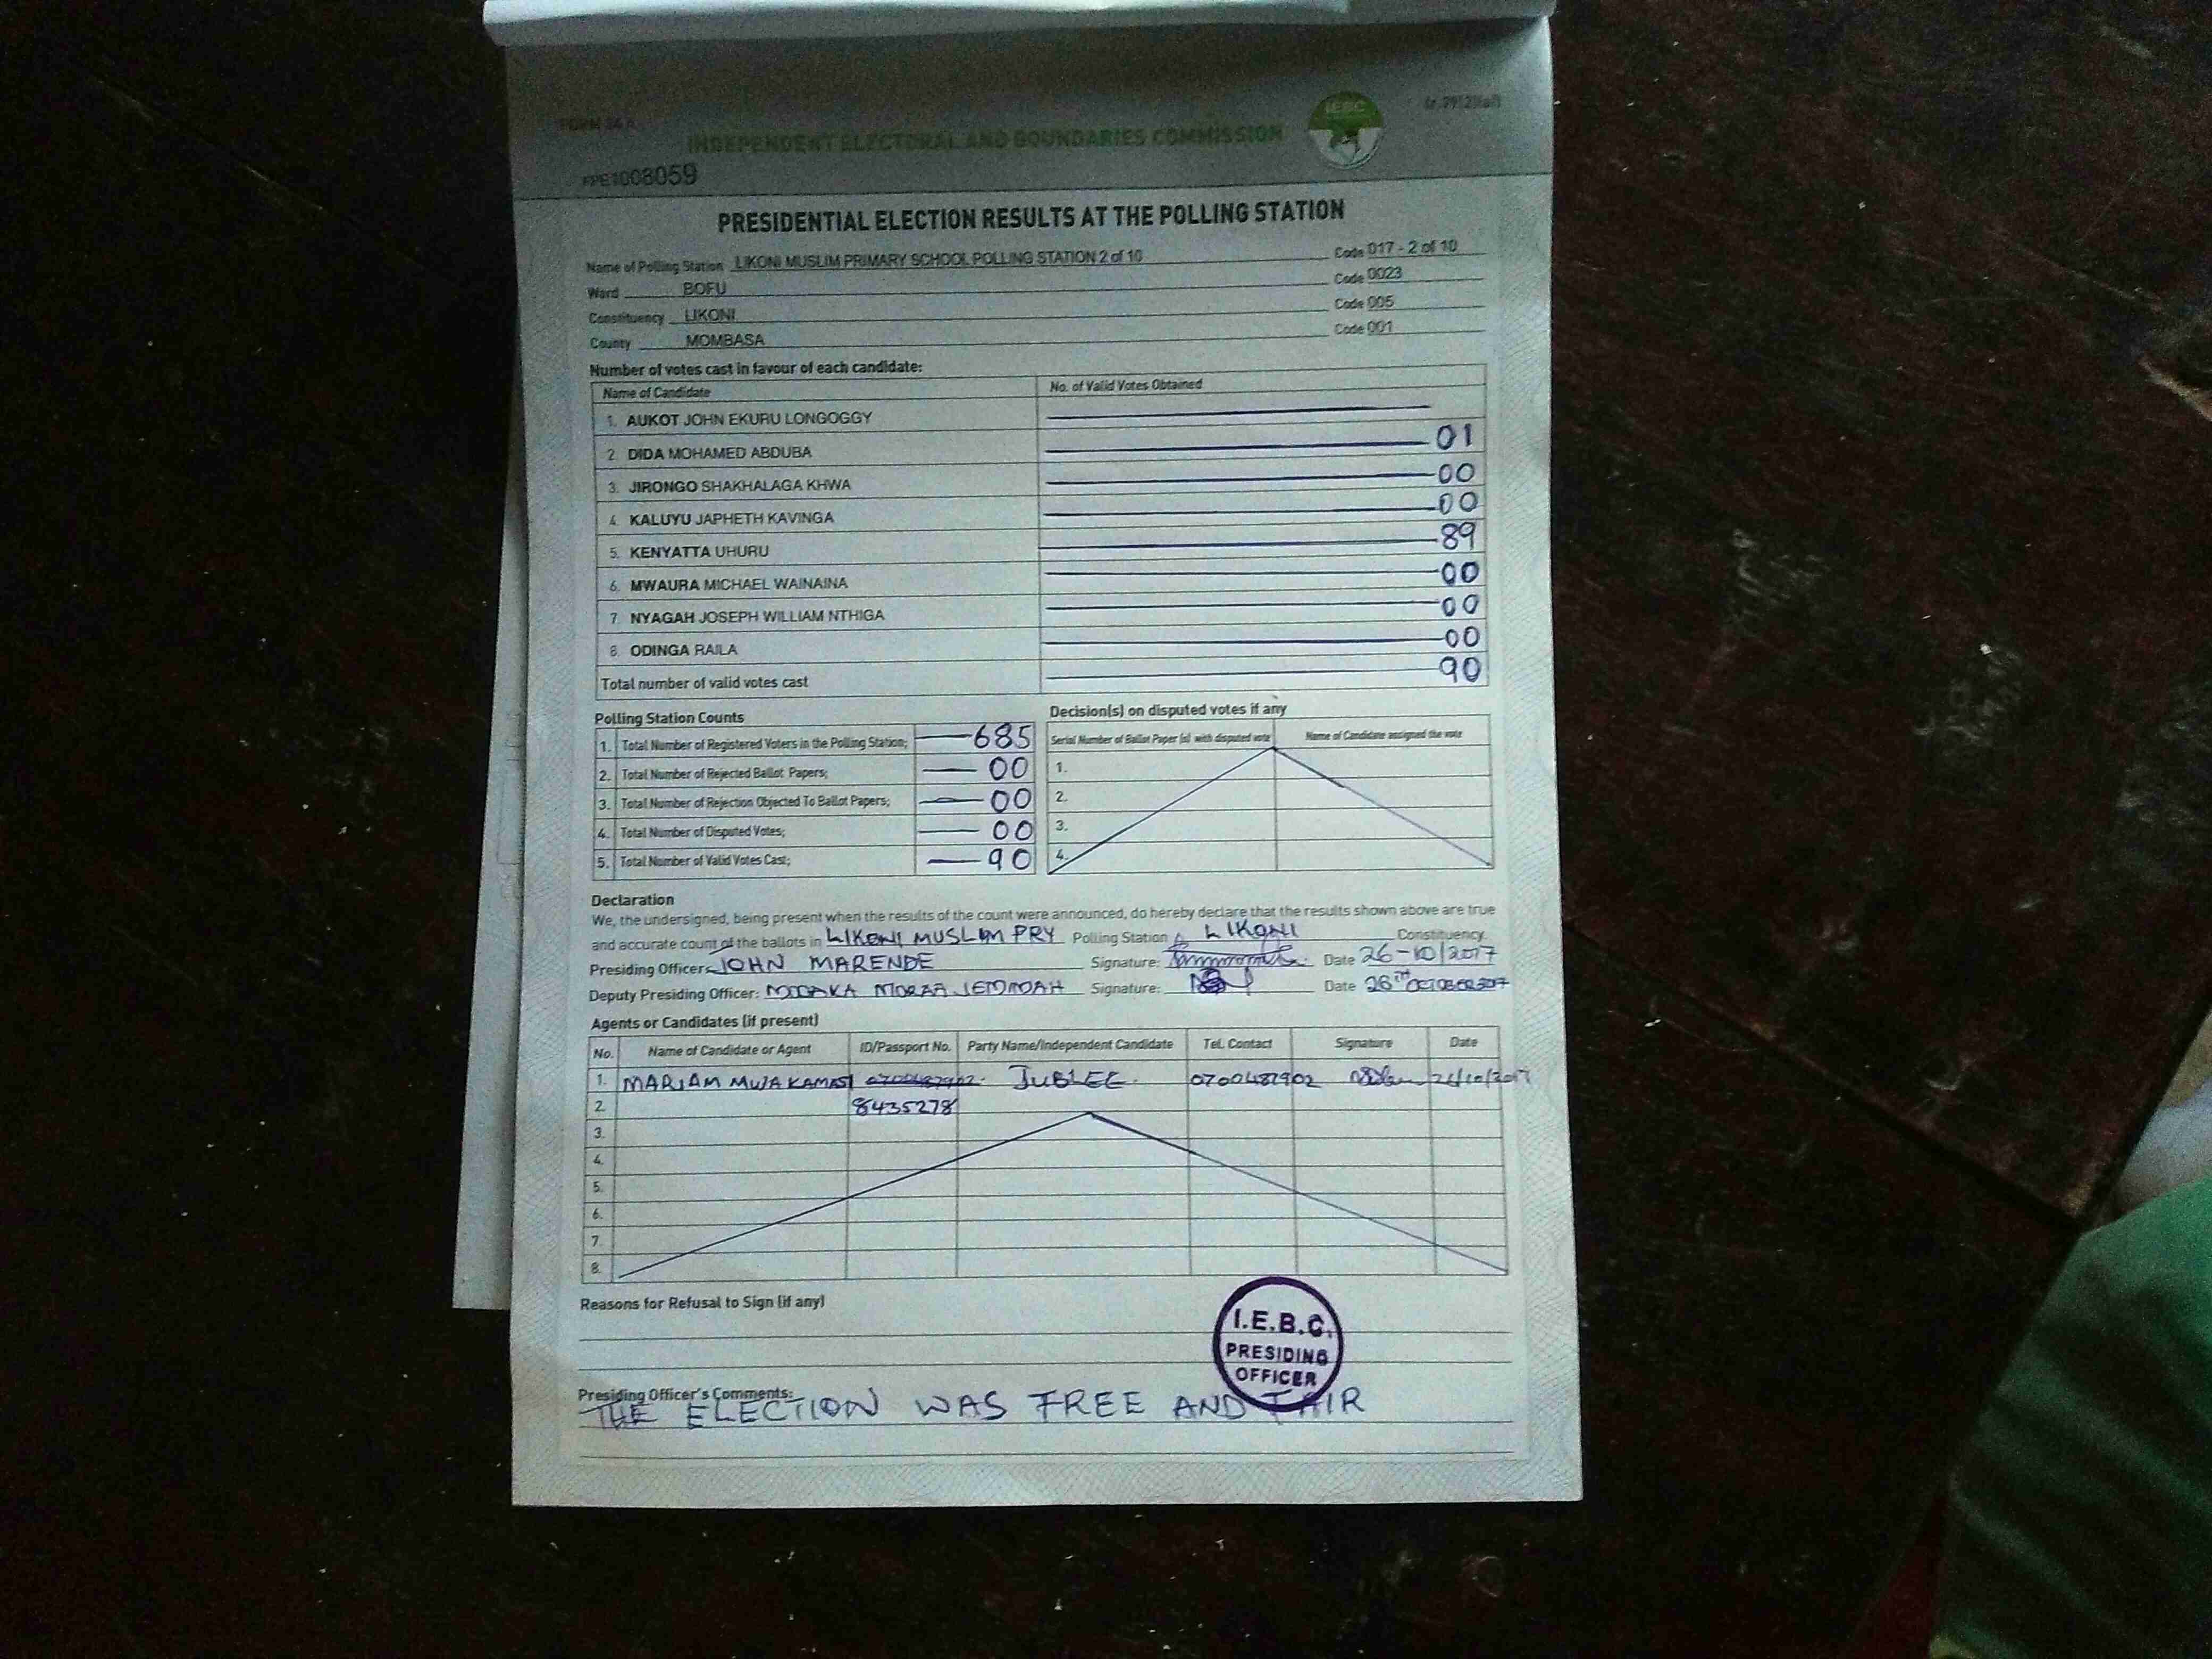 FORM 34 A
INDEPENDENT ELECTORAL AND BOUNDARIES COMMISSION
IEBC
FPE1008059
PRESIDENTIAL ELECTION RESULTS AT THE POLLING STATION
Name of Polling Station LIKONI MUSLIM PRIMARY SCHOOL POLLING STATION 2 of 10 Code 017 - 2 of 10
Ward BOFU Code 0023
Constituency LIKONI Code 005
County MOMBASA Code 001
Number of votes cast in favour of each candidate:
Name of Candidate No. of Valid Votes Obtained
1. AUKOT JOHN EKURU LONGOGGY
2. DIDA MOHAMED ABDUBA 01
3. JIRONGO SHAKHALAGA KHWA 00
4. KALUYU JAPHETH KAVINGA 00
5. KENYATTA UHURU 89
6. MWAURA MICHAEL WAINAINA 00
7. NYAGAH JOSEPH WILLIAM NTHIGA 00
8. ODINGA RAILA 00
Total number of valid votes cast 90
Polling Station Counts
1. Total Number of Registered Voters in the Polling Station; 685
2. Total Number of Rejected Ballot Papers; 00
3. Total Number of Rejection Objected To Ballot Papers; 00
4. Total Number of Disputed Votes; 00
5. Total Number of Valid Votes Cast; 90
Decision(s) on disputed votes if any
Serial Number of Ballot Paper (s) with disputed vote Name of Candidate assigned the vote
1.
2.
3.
4.
Declaration
We, the undersigned, being present when the results of the count were announced, do hereby declare that the results shown above are true
and accurate count of the ballots in LIKONI MUSLIM PRY Polling Station LIKONI Constituency.
Presiding Officer: JOHN MARENDE Signature: Date 26-10/2017
Deputy Presiding Officer: MORAA JEMMAH Signature: Date 26TH OCTOBER 2017
Agents or Candidates (if present)
No. Name of Candidate or Agent ID/Passport No. Party Name/Independent Candidate Tel. Contact Signature Date
1. MARIAM MWAKAMASI 0700487902 JUBLEE. 0700487902 26/10/2017
2. 8435278
3.
4.
5.
6.
7.
8.
Reasons for Refusal to Sign (if any)
I.E.B.C.
PRESIDING
OFFICER
Presiding Officer's Comments:
THE ELECTION WAS FREE AND FAIR